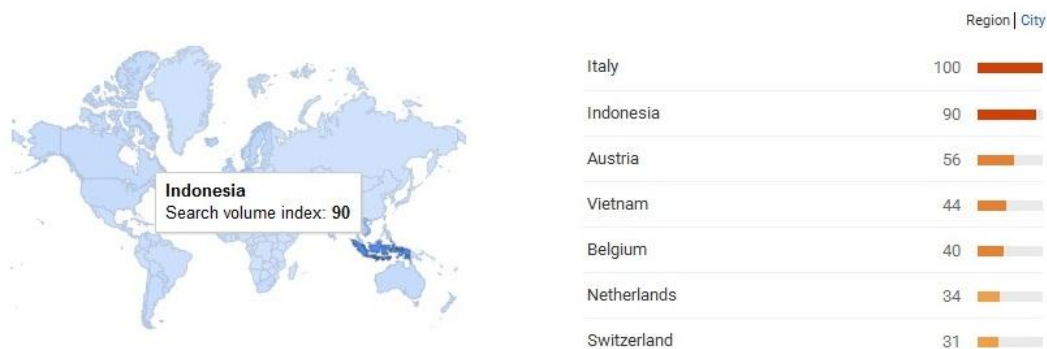 Region | City
Indonesia
Search volume index: 90
Italy 100
Indonesia 90
Austria 56
Vietnam 44
Belgium 40
Netherlands 34
Switzerland 31